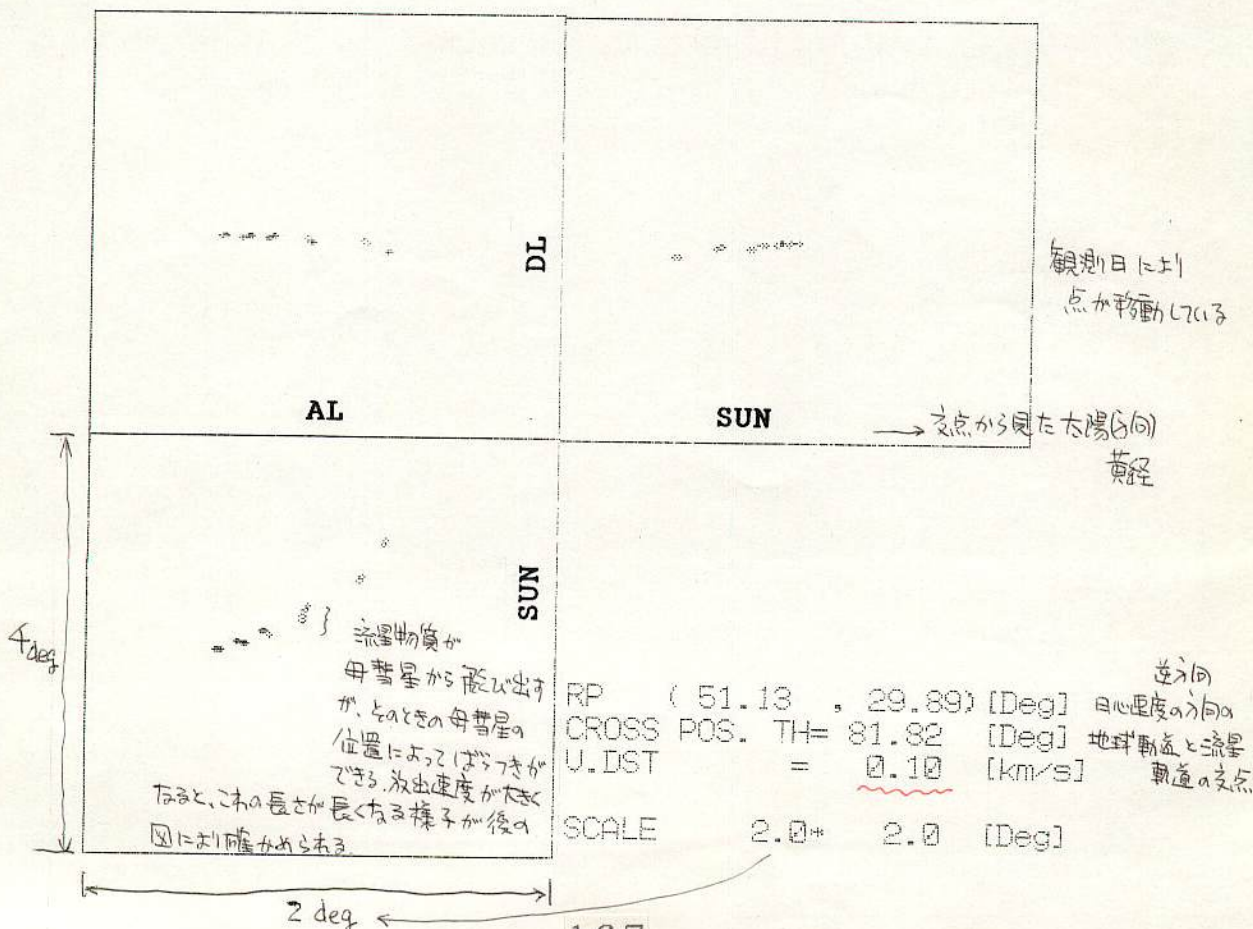 DL
観測日により
点が移動している
AL
SUN
→ 交点から見た太陽(方向)
黄経
4deg
SUN
流星物質が
母彗星から飛び出す
が、そのときの母彗星の
位置によってばらつきが
できる.放出速度が大きく
なると、これの長さが長くなる様子が後の
図により確かめられる.
RP ( 51.13 , 29.89) [Deg] 逆方向
日心速度の方向の
CROSS POS. TH= 81.82 [Deg] 地球軌道と流星
軌道の交点
V.DST = 0.10 [km/s]
SCALE 2.0* 2.0 [Deg]
2 deg